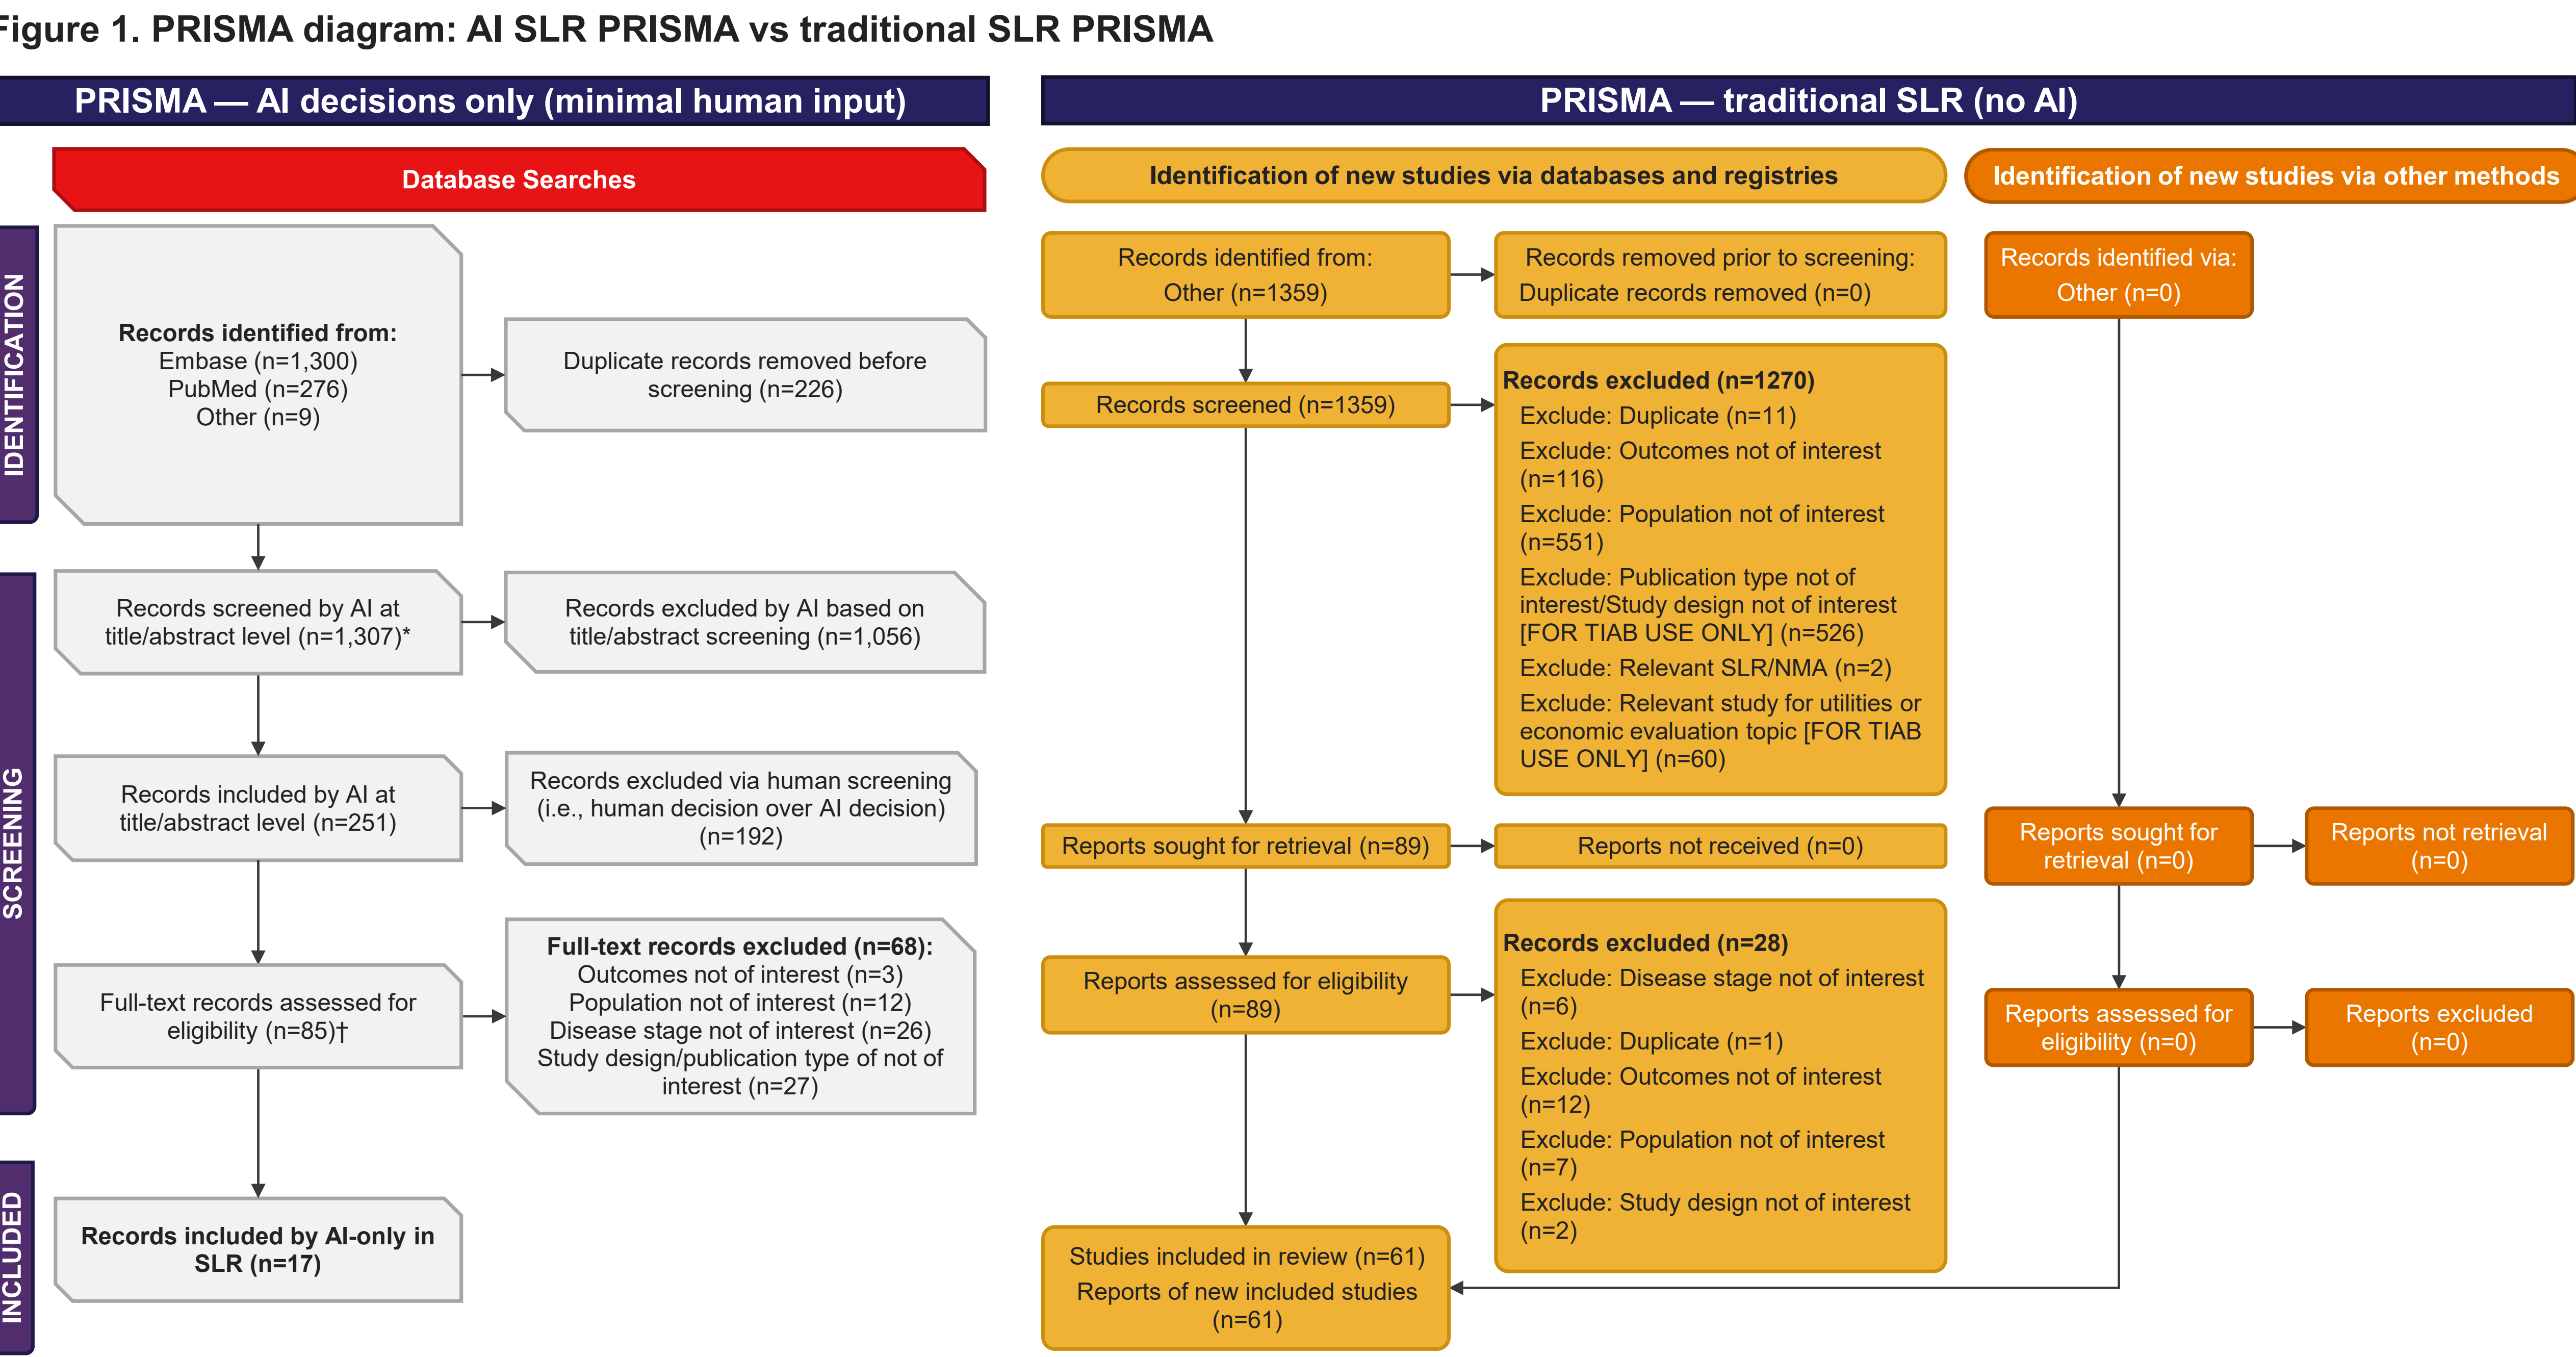 Figure 1. PRISMA diagram: AI SLR PRISMA vs traditional SLR PRISMA
PRISMA — AI decisions only (minimal human input)
Database Searches
IDENTIFICATION
Records identified from:
Embase (n=1,300)
PubMed (n=276)
Other (n=9)
Duplicate records removed before
screening (n=226)
SCREENING
Records screened by AI at
title/abstract level (n=1,307)*
Records excluded by AI based on
title/abstract screening (n=1,056)
Records included by AI at
title/abstract level (n=251)
Records excluded via human screening
(i.e., human decision over AI decision)
(n=192)
Full-text records assessed for
eligibility (n=85)†
Full-text records excluded (n=68):
Outcomes not of interest (n=3)
Population not of interest (n=12)
Disease stage not of interest (n=26)
Study design/publication type of not of
interest (n=27)
INCLUDED
Records included by AI-only in
SLR (n=17)
PRISMA — traditional SLR (no AI)
Identification of new studies via databases and registries
Records identified from:
Other (n=1359)
Records removed prior to screening:
Duplicate records removed (n=0)
Records screened (n=1359)
Records excluded (n=1270)
Exclude: Duplicate (n=11)
Exclude: Outcomes not of interest
(n=116)
Exclude: Population not of interest
(n=551)
Exclude: Publication type not of
interest/Study design not of interest
[FOR TIAB USE ONLY] (n=526)
Exclude: Relevant SLR/NMA (n=2)
Exclude: Relevant study for utilities or
economic evaluation topic [FOR TIAB
USE ONLY] (n=60)
Reports sought for retrieval (n=89)
Reports not received (n=0)
Reports assessed for eligibility
(n=89)
Records excluded (n=28)
Exclude: Disease stage not of interest
(n=6)
Exclude: Duplicate (n=1)
Exclude: Outcomes not of interest
(n=12)
Exclude: Population not of interest
(n=7)
Exclude: Study design not of interest
(n=2)
Studies included in review (n=61)
Reports of new included studies
(n=61)
Identification of new studies via other methods
Records identified via:
Other (n=0)
Reports sought for
retrieval (n=0)
Reports not retrieval
(n=0)
Reports assessed for
eligibility (n=0)
Reports excluded
(n=0)